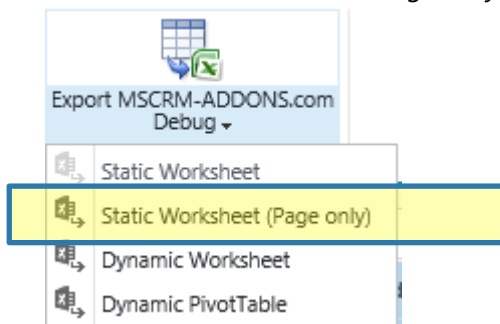 Export MSCRM-ADDONS.com
Debug
Static Worksheet
Static Worksheet (Page only)
Dynamic Worksheet
Dynamic PivotTable